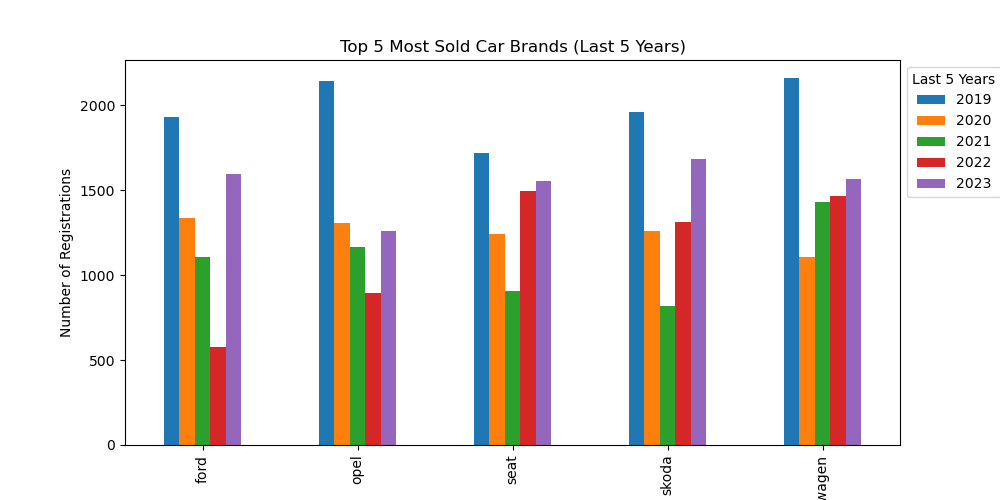 Top 5 Most Sold Car Brands (Last 5 Years)
Last 5 Years
2019
2020
2021
2022
2023
Number of Registrations
2000
1500
1000
500
0
ford
opel
seat
skoda
wagen